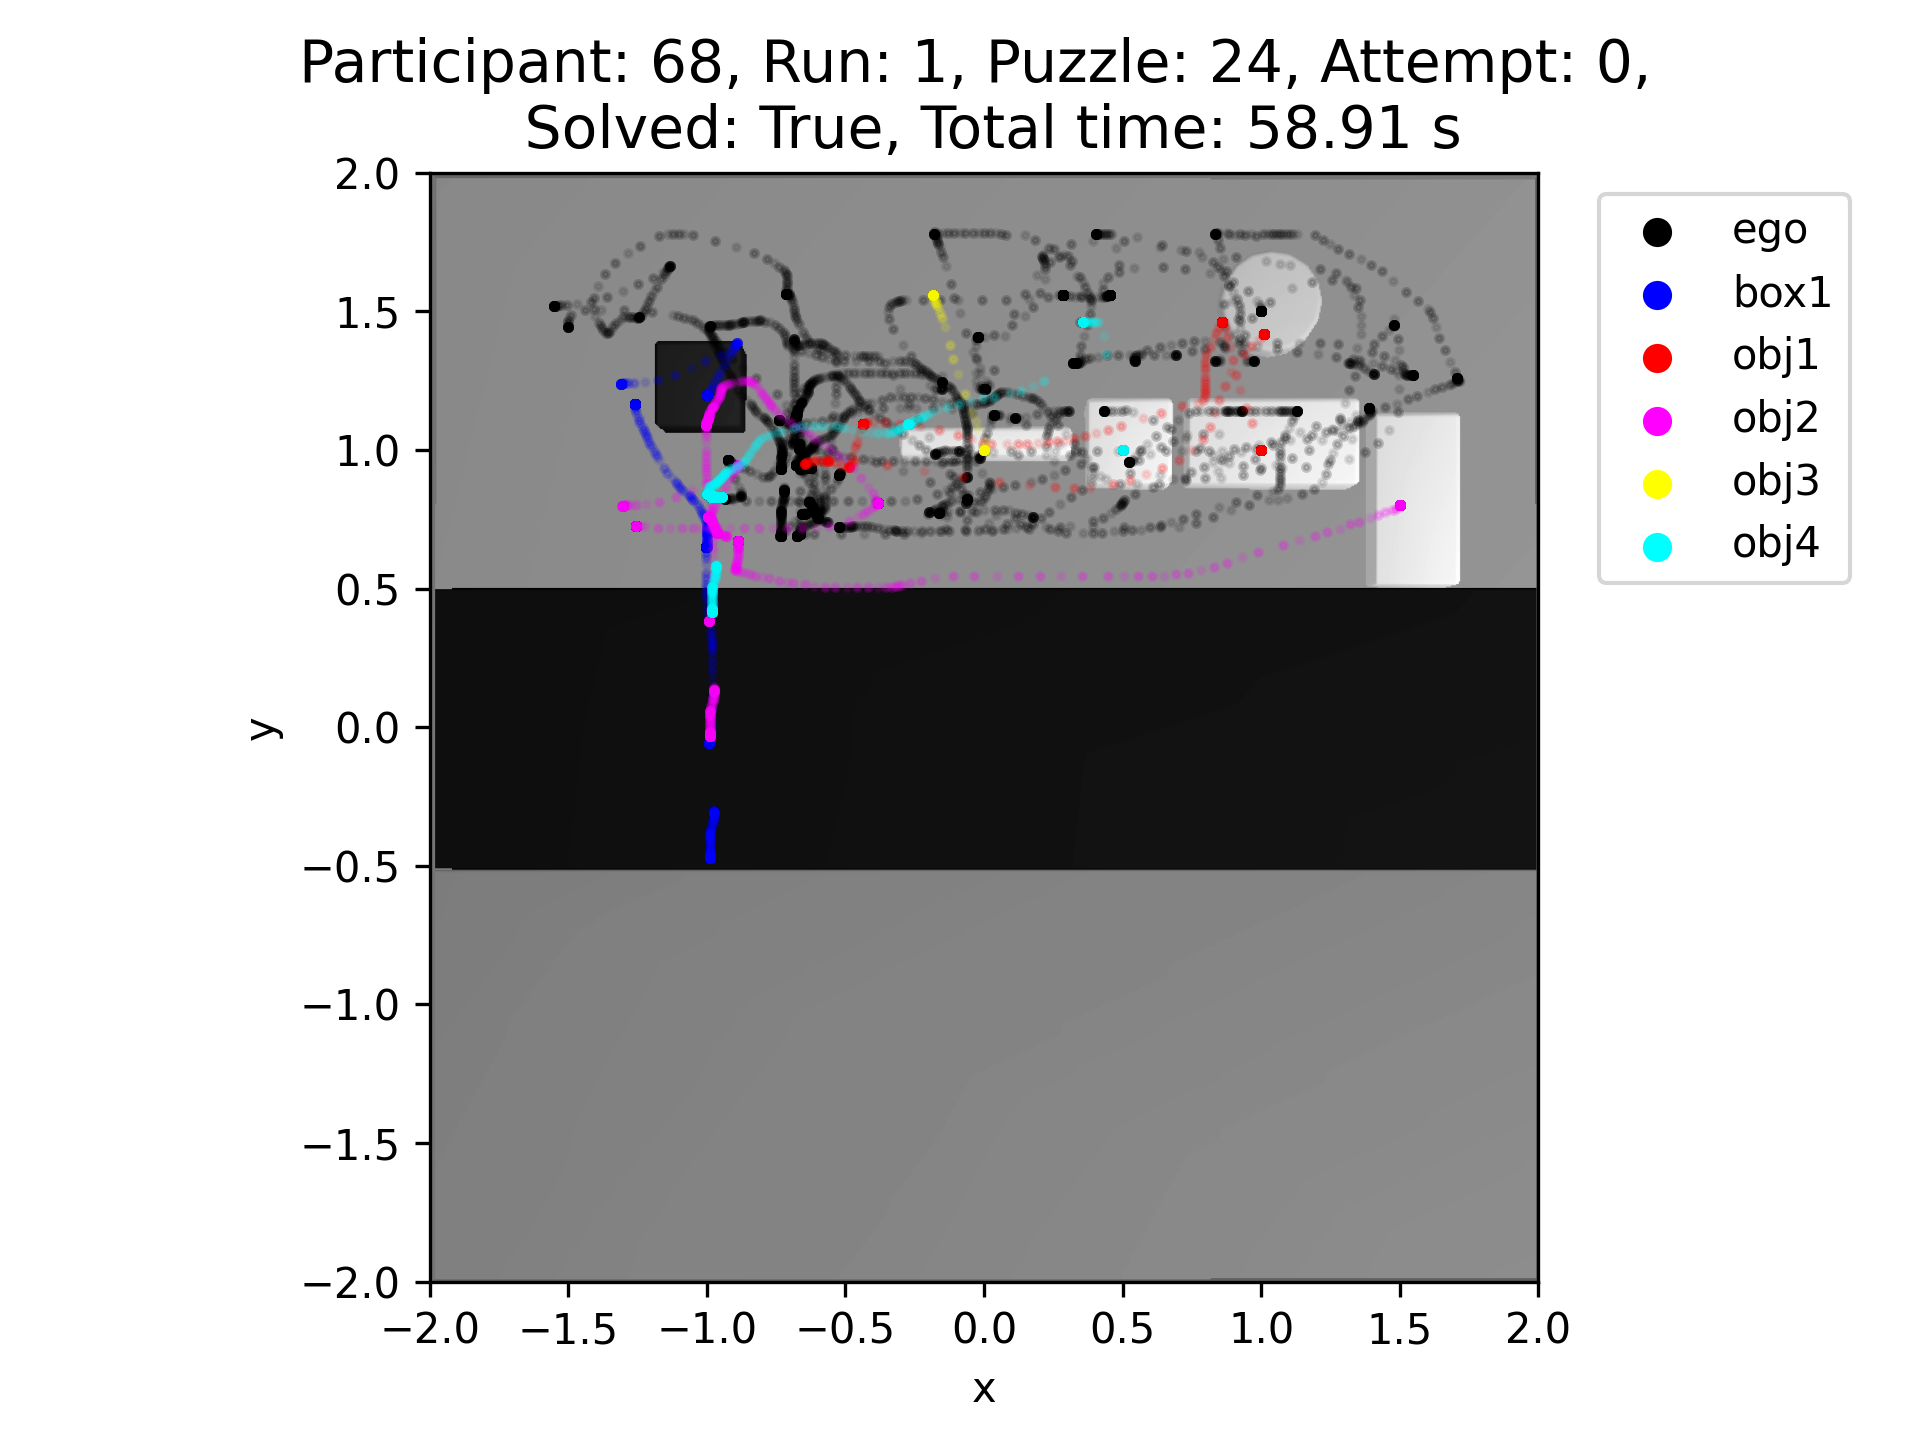 Participant: 68, Run: 1, Puzzle: 24, Attempt: 0,
Solved: True, Total time: 58.91 s
2.0
1.5
1.0
0.5
0.0
−0.5
−1.0
−1.5
−2.0
y
−2.0 −1.5 −1.0 −0.5 0.0 0.5 1.0 1.5 2.0
x
ego
box1
obj1
obj2
obj3
obj4